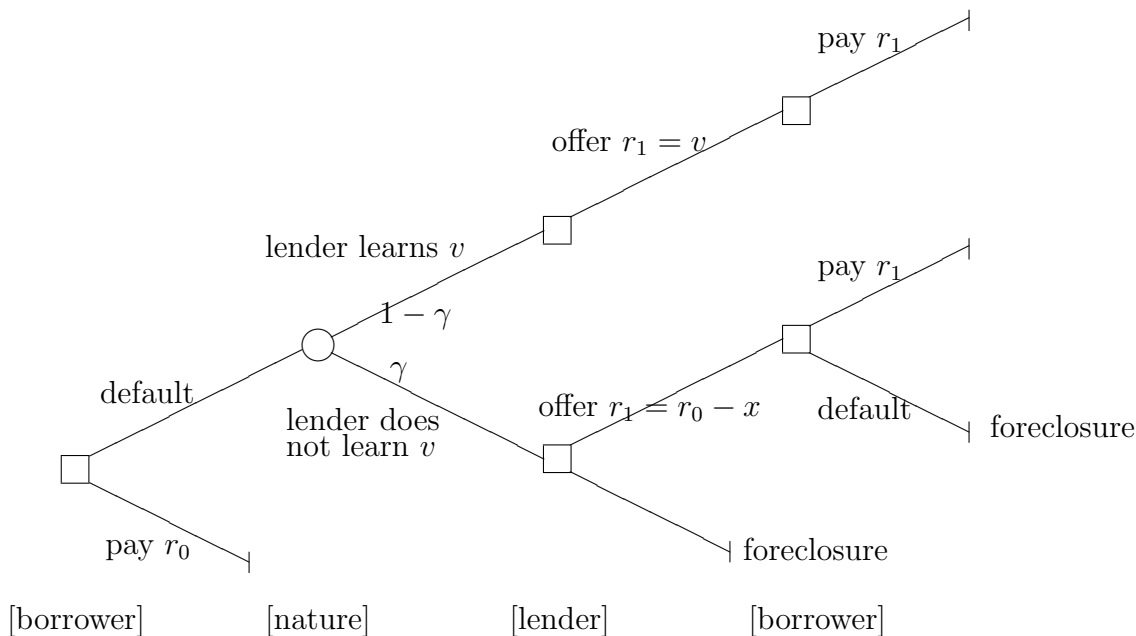 pay r₁
offer r₁ = v
lender learns v
pay r₁
1 − γ
γ
default
offer r₁ = r₀ − x
default
lender does
not learn v
foreclosure
pay r₀
foreclosure
[borrower] [nature] [lender] [borrower]